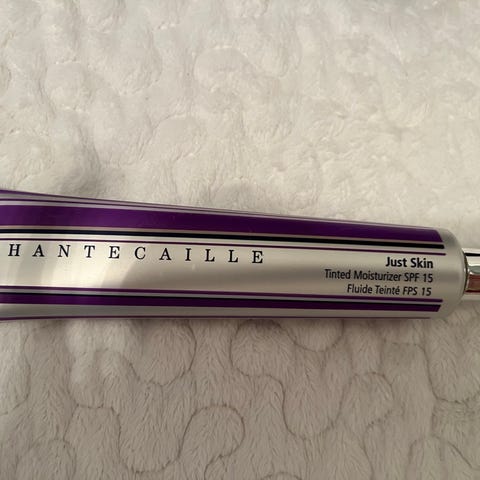 HANTECAILLE
Just Skin
Tinted Moisturizer SPF 15
Fluide Teinté FPS 15